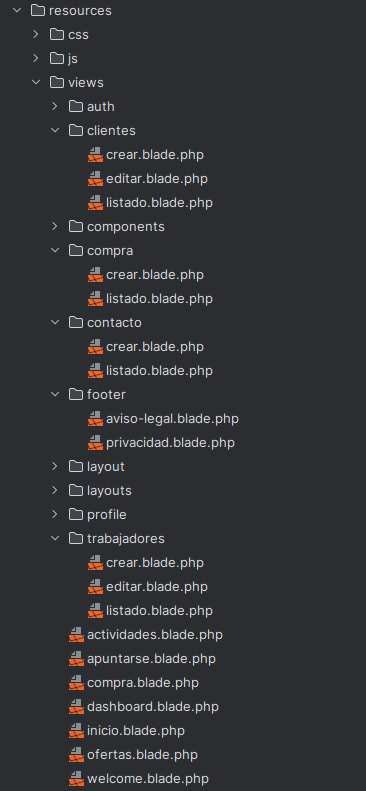 resources
css
js
views
auth
clientes
crear.blade.php
editar.blade.php
listado.blade.php
components
compra
crear.blade.php
listado.blade.php
contacto
crear.blade.php
listado.blade.php
footer
aviso-legal.blade.php
privacidad.blade.php
layout
layouts
profile
trabajadores
crear.blade.php
editar.blade.php
listado.blade.php
actividades.blade.php
apuntarse.blade.php
compra.blade.php
dashboard.blade.php
inicio.blade.php
ofertas.blade.php
welcome.blade.php